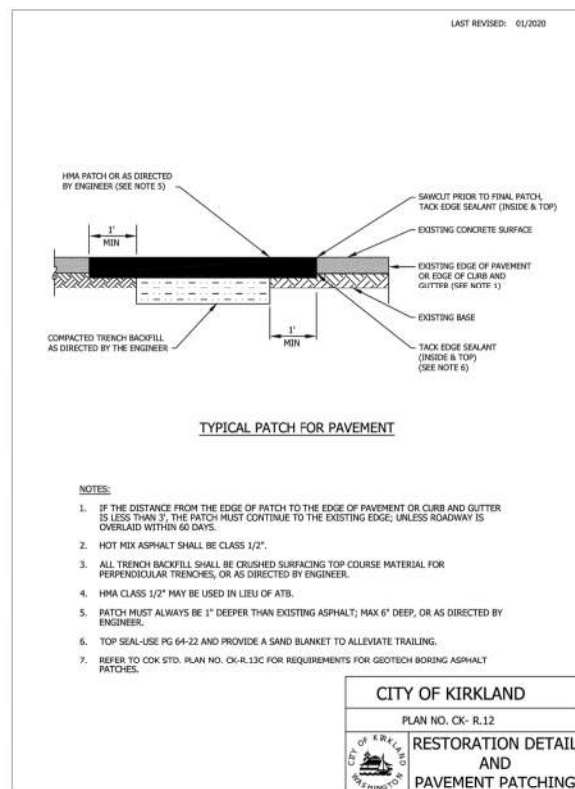 LAST REVISED: 01/2020
HMA PATCH OR AS DIRECTED
BY ENGINEER (SEE NOTE 5)
SAWCUT PRIOR TO FINAL PATCH,
TACK EDGE SEALANT (INSIDE & TOP)
1'
MIN
EXISTING CONCRETE SURFACE
EXISTING EDGE OF PAVEMENT
OR EDGE OF CURB AND
GUTTER (SEE NOTE 1)
EXISTING BASE
COMPACTED TRENCH BACKFILL
AS DIRECTED BY THE ENGINEER
1'
MIN
TACK EDGE SEALANT
(INSIDE & TOP)
(SEE NOTE 6)
TYPICAL PATCH FOR PAVEMENT
NOTES:
1. IF THE DISTANCE FROM THE EDGE OF PATCH TO THE EDGE OF PAVEMENT OR CURB AND GUTTER
IS LESS THAN 3', THE PATCH MUST CONTINUE TO THE EXISTING EDGE; UNLESS ROADWAY IS
OVERLAID WITHIN 60 DAYS.
2. HOT MIX ASPHALT SHALL BE CLASS 1/2".
3. ALL TRENCH BACKFILL SHALL BE CRUSHED SURFACING TOP COURSE MATERIAL FOR
PERPENDICULAR TRENCHES, OR AS DIRECTED BY ENGINEER.
4. HMA CLASS 1/2" MAY BE USED IN LIEU OF ATB.
5. PATCH MUST ALWAYS BE 1" DEEPER THAN EXISTING ASPHALT; MAX 6" DEEP, OR AS DIRECTED BY
ENGINEER.
6. TOP SEAL-USE PG 64-22 AND PROVIDE A SAND BLANKET TO ALLEVIATE TRAILING.
7. REFER TO COK STD. PLAN NO. CK-R.13C FOR REQUIREMENTS FOR GEOTECH BORING ASPHALT
PATCHES.
CITY OF KIRKLAND
PLAN NO. CK- R.12
CITY OF KIRKLAND
WASHINGTON
RESTORATION DETAIL
AND
PAVEMENT PATCHING